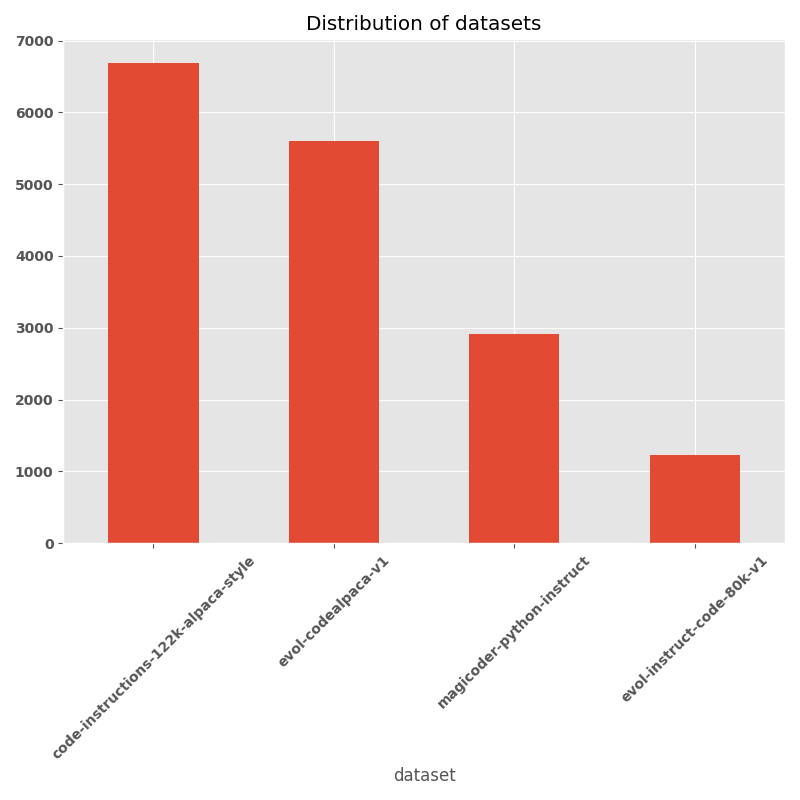 Distribution of datasets
7000
6000
5000
4000
3000
2000
1000
0
code-instructions-122k-alpaca-style
evol-codealpaca-v1
magicoder-python-instruct
evol-instruct-code-80k-v1
dataset